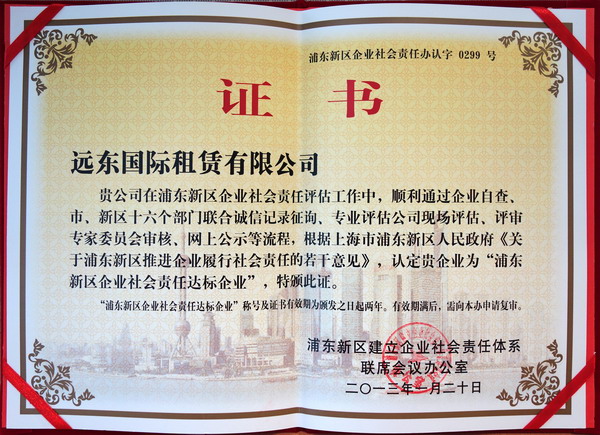 浦东新区企业社会责任办认字 0299 号
证书
远东国际租赁有限公司
贵公司在浦东新区企业社会责任评估工作中，顺利通过企业自查、
市、新区十六个部门联合诚信记录征询、专业评估公司现场评估、评审
专家委员会审核、网上公示等流程，根据上海市浦东新区人民政府《关
于浦东新区推进企业履行社会责任的若干意见》，认定贵企业为“浦东
新区企业社会责任达标企业”，特颁此证。
“浦东新区企业社会责任达标企业”称号及证书有效期为颁发之日起两年。有效期满后，需向本办申请复审。
浦东新区建立企业社会责任体系
联席会议办公室
二〇一二年一月二十日